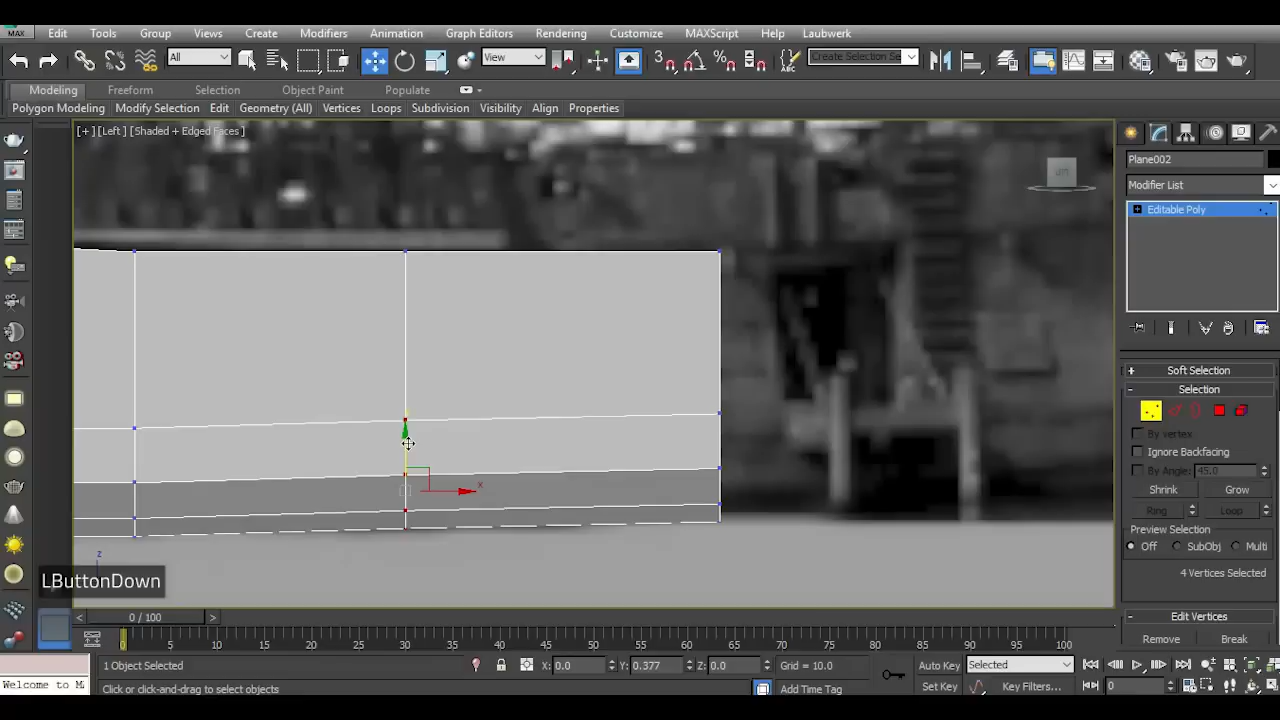 MAX Edit Tools Group Views Create Modifiers Animation Graph Editors Rendering Customize MAXScript Help Laubwerk
All View 3 Create Selection Se
Modeling Freeform Selection Object Paint Populate
Polygon Modeling Modify Selection Edit Geometry (All) Vertices Loops Subdivision Visibility Align Properties
[+] [Left] [Shaded + Edged Faces]
Plane002
Modifier List
Editable Poly
Soft Selection
Selection
By Vertex
Ignore Backfacing
By Angle: 45.0
Shrink Grow
Ring Loop
Preview Selection
Off SubObj Multi
4 Vertices Selected
Edit Vertices
Remove Break
x
z
LButtonDown
< 0 / 100 >
0 5 10 15 20 25 30 35 40 45 50 55 60 65 70 75 80 85 90 95 100
1 Object Selected X: 0.0 Y: 0.377 Z: 0.0 Grid = 10.0 Auto Key Selected
Welcome to M Click or click-and-drag to select objects Add Time Tag Set Key Key Filters... 0